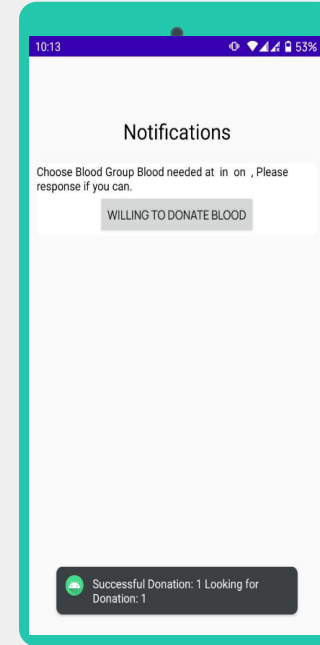 10:13 53%
Notifications
Choose Blood Group Blood needed at in on , Please
response if you can.
WILLING TO DONATE BLOOD
Successful Donation: 1 Looking for
Donation: 1